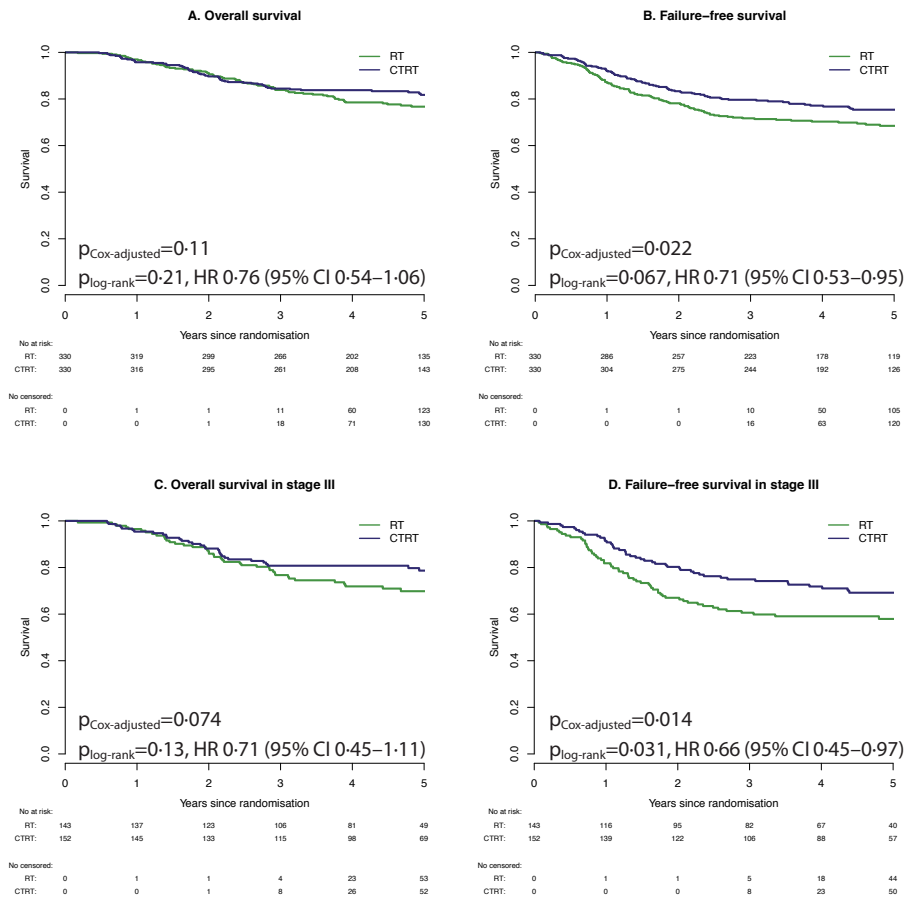 A. Overall survival
RT
CTRT
Survival
1.0
0.8
0.6
0.4
0.2
0.0
pCox-adjusted=0·11
plog-rank=0·21, HR 0·76 (95% CI 0·54–1·06)
0 1 2 3 4 5
Years since randomisation
No at risk:
RT: 330 319 299 266 202 135
CTRT: 330 316 295 261 208 143
No censored:
RT: 0 1 1 11 60 123
CTRT: 0 0 1 18 71 130
B. Failure–free survival
RT
CTRT
Survival
1.0
0.8
0.6
0.4
0.2
0.0
pCox-adjusted=0·022
plog-rank=0·067, HR 0·71 (95% CI 0·53–0·95)
0 1 2 3 4 5
Years since randomisation
No at risk:
RT: 330 286 257 223 178 119
CTRT: 330 304 275 244 192 126
No censored:
RT: 0 1 1 10 50 105
CTRT: 0 0 0 16 63 120
C. Overall survival in stage III
RT
CTRT
Survival
1.0
0.8
0.6
0.4
0.2
0.0
pCox-adjusted=0·074
plog-rank=0·13, HR 0·71 (95% CI 0·45–1·11)
0 1 2 3 4 5
Years since randomisation
No at risk:
RT: 143 137 123 106 81 49
CTRT: 152 145 133 115 98 69
No censored:
RT: 0 1 1 4 23 53
CTRT: 0 0 1 8 26 52
D. Failure–free survival in stage III
RT
CTRT
Survival
1.0
0.8
0.6
0.4
0.2
0.0
pCox-adjusted=0·014
plog-rank=0·031, HR 0·66 (95% CI 0·45–0·97)
0 1 2 3 4 5
Years since randomisation
No at risk:
RT: 143 116 95 82 67 40
CTRT: 152 139 122 106 88 57
No censored:
RT: 0 1 1 5 18 44
CTRT: 0 0 0 8 23 50